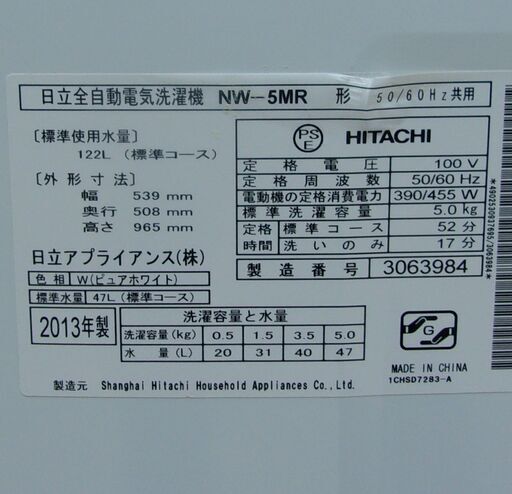 日立全自動電気洗濯機 NW-5MR 形 50/60Hz共用
〔標準使用水量〕
122L (標準コース)
〔外形寸法〕
幅 539 mm
奥行 508 mm
高さ 965 mm
日立アプライアンス(株)
色相 W(ピュアホワイト)
標準水量 47L (標準コース)
PSE HITACHI
定格電圧 100 V
定格周波数 50/60 Hz
電動機の定格消費電力 390/455 W
標準洗濯容量 5.0 kg
定格時間 標準コース 52分
洗いのみ 17分
製造番号 3063984
2013年製
洗濯容量と水量
洗濯容量(kg) 0.5 1.5 3.5 5.0
水量(L) 20 31 40 47
G
MADE IN CHINA
1CHSD7283-A
製造元 Shanghai Hitachi Household Appliances Co., Ltd.
*4902530937695/3063984*